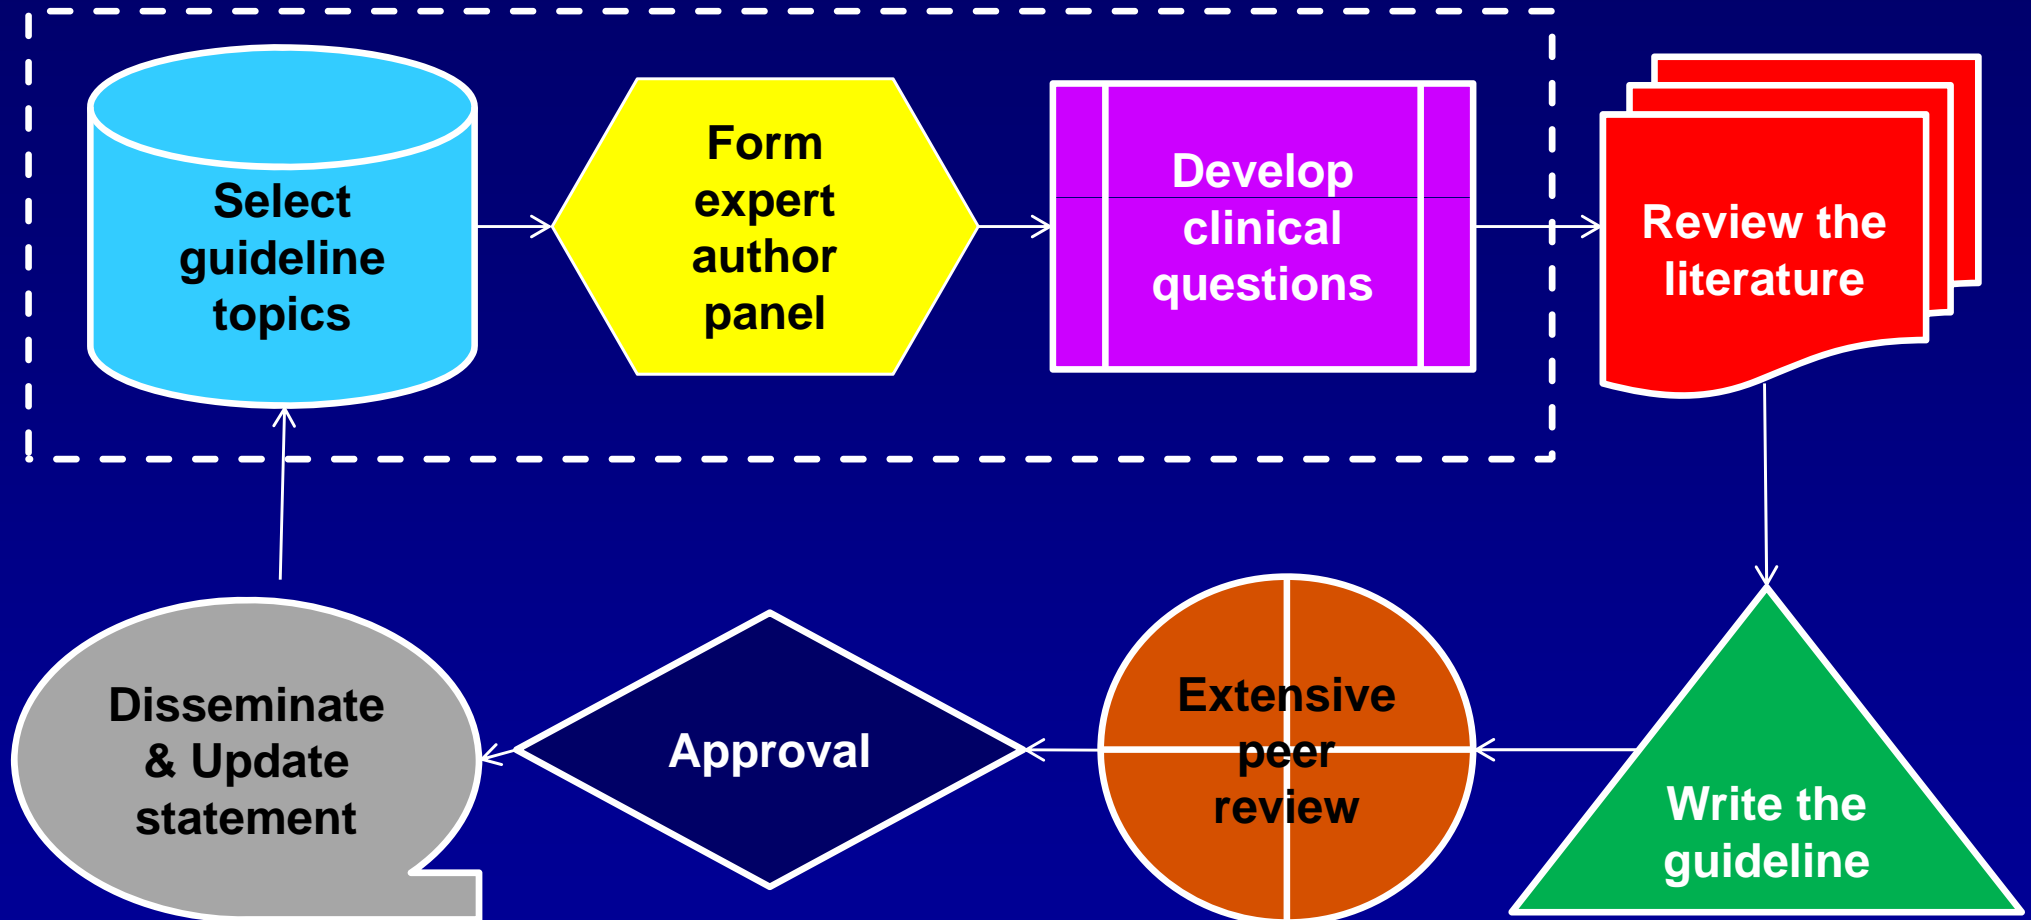 Select
guideline
topics
Form
expert
author
panel
Develop
clinical
questions
Review the
literature
Write the
guideline
Extensive
peer
review
Approval
Disseminate
& Update
statement